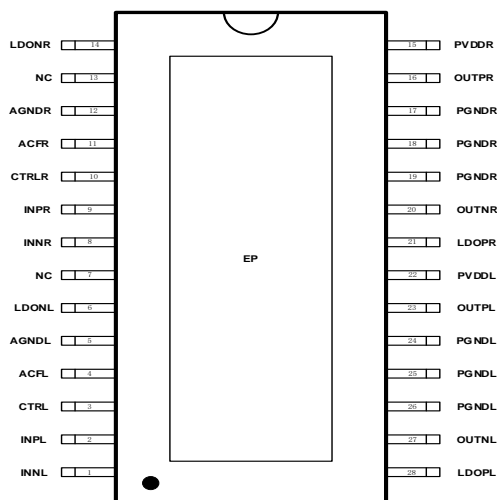 LDONR 14 15 PVDDR
NC 13 16 OUTPR
AGNDR 12 17 PGNDR
ACFR 11 18 PGNDR
CTRLR 10 19 PGNDR
INPR 9 20 OUTNR
INNR 8 21 LDOPR
EP
NC 7 22 PVDDL
LDONL 6 23 OUTPL
AGNDL 5 24 PGNDL
ACFL 4 25 PGNDL
CTRL 3 26 PGNDL
INPL 2 27 OUTNL
INNL 1 28 LDOPL